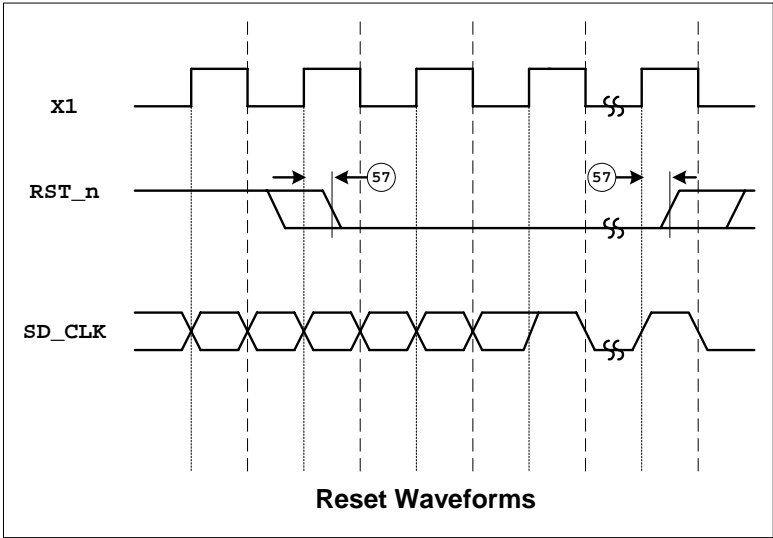 X1
RST_n
57
57
SD_CLK
Reset Waveforms